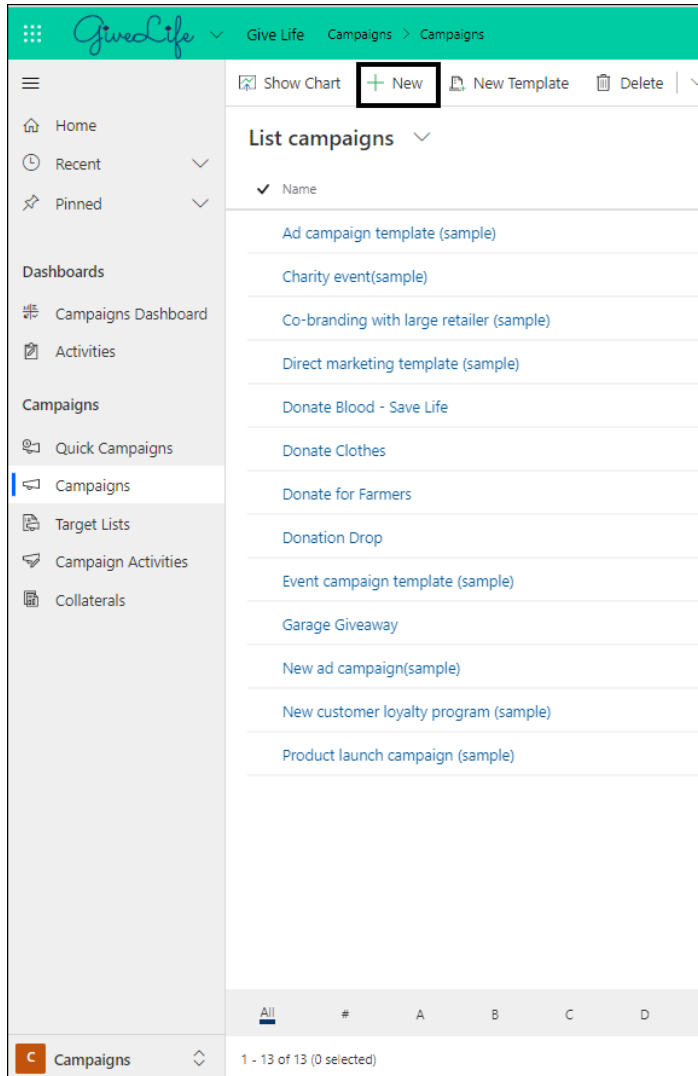 GiveLife Give Life Campaigns > Campaigns
Show Chart New New Template Delete
Home
Recent
Pinned
Dashboards
Campaigns Dashboard
Activities
Campaigns
Quick Campaigns
Campaigns
Target Lists
Campaign Activities
Collaterals
C Campaigns
List campaigns
Name
Ad campaign template (sample)
Charity event(sample)
Co-branding with large retailer (sample)
Direct marketing template (sample)
Donate Blood - Save Life
Donate Clothes
Donate for Farmers
Donation Drop
Event campaign template (sample)
Garage Giveaway
New ad campaign(sample)
New customer loyalty program (sample)
Product launch campaign (sample)
All # A B C D
1 - 13 of 13 (0 selected)